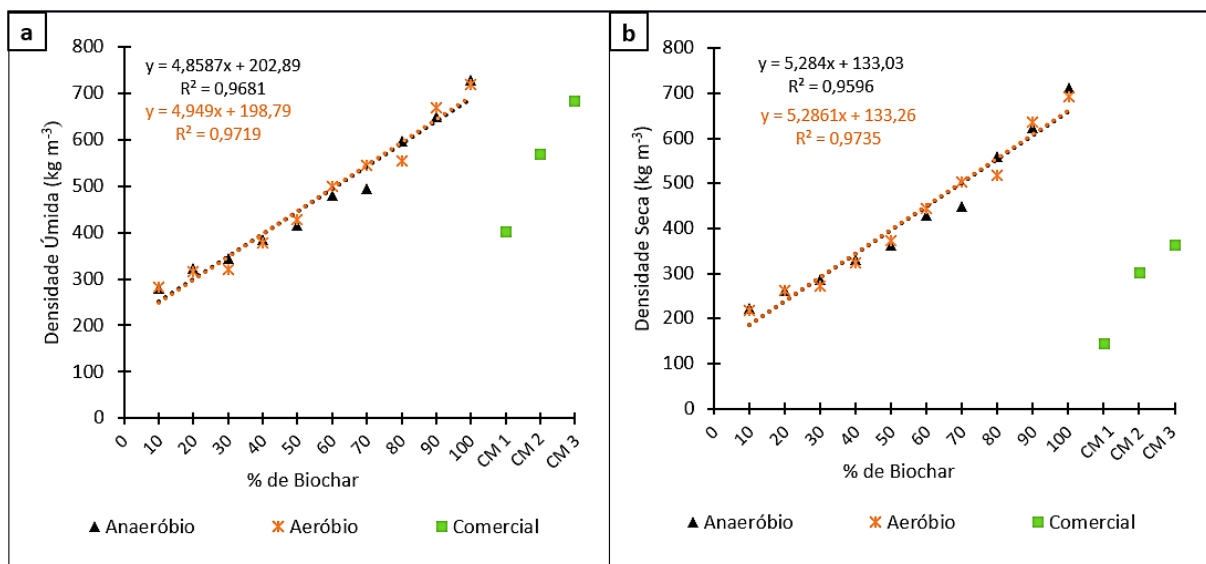 a
800
700
600
500
400
300
200
100
0
Densidade Úmida (kg m⁻³)
y = 4,8587x + 202,89
R² = 0,9681
y = 4,949x + 198,79
R² = 0,9719
0 10 20 30 40 50 60 70 80 90 100 CM 1 CM 2 CM 3
% de Biochar
Anaeróbio Aeróbio Comercial
b
800
700
600
500
400
300
200
100
0
Densidade Seca (kg m⁻³)
y = 5,284x + 133,03
R² = 0,9596
y = 5,2861x + 133,26
R² = 0,9735
0 10 20 30 40 50 60 70 80 90 100 CM 1 CM 2 CM 3
% de Biochar
Anaeróbio Aeróbio Comercial